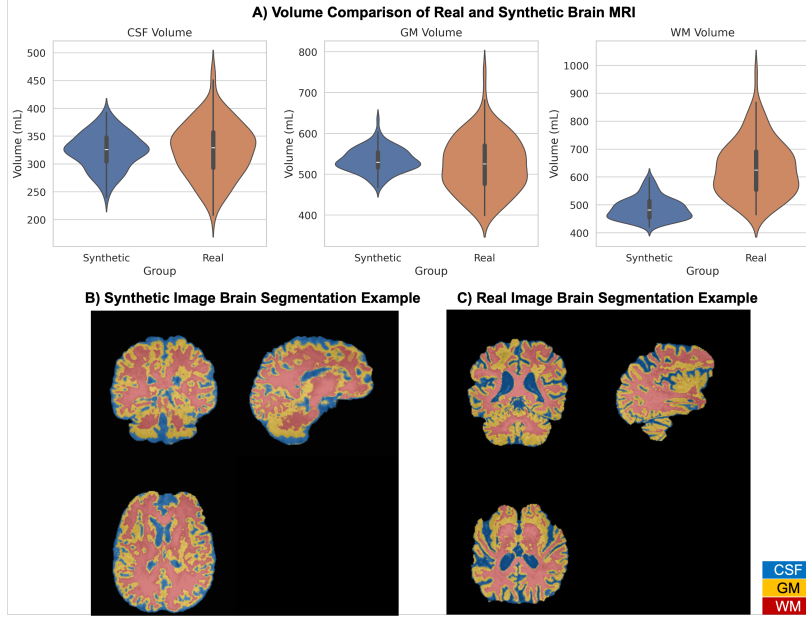 A) Volume Comparison of Real and Synthetic Brain MRI
CSF Volume
Volume (mL)
500
450
400
350
300
250
200
Synthetic
Real
Group
GM Volume
Volume (mL)
800
700
600
500
400
Synthetic
Real
Group
WM Volume
Volume (mL)
1000
900
800
700
600
500
400
Synthetic
Real
Group
B) Synthetic Image Brain Segmentation Example
C) Real Image Brain Segmentation Example
CSF
GM
WM